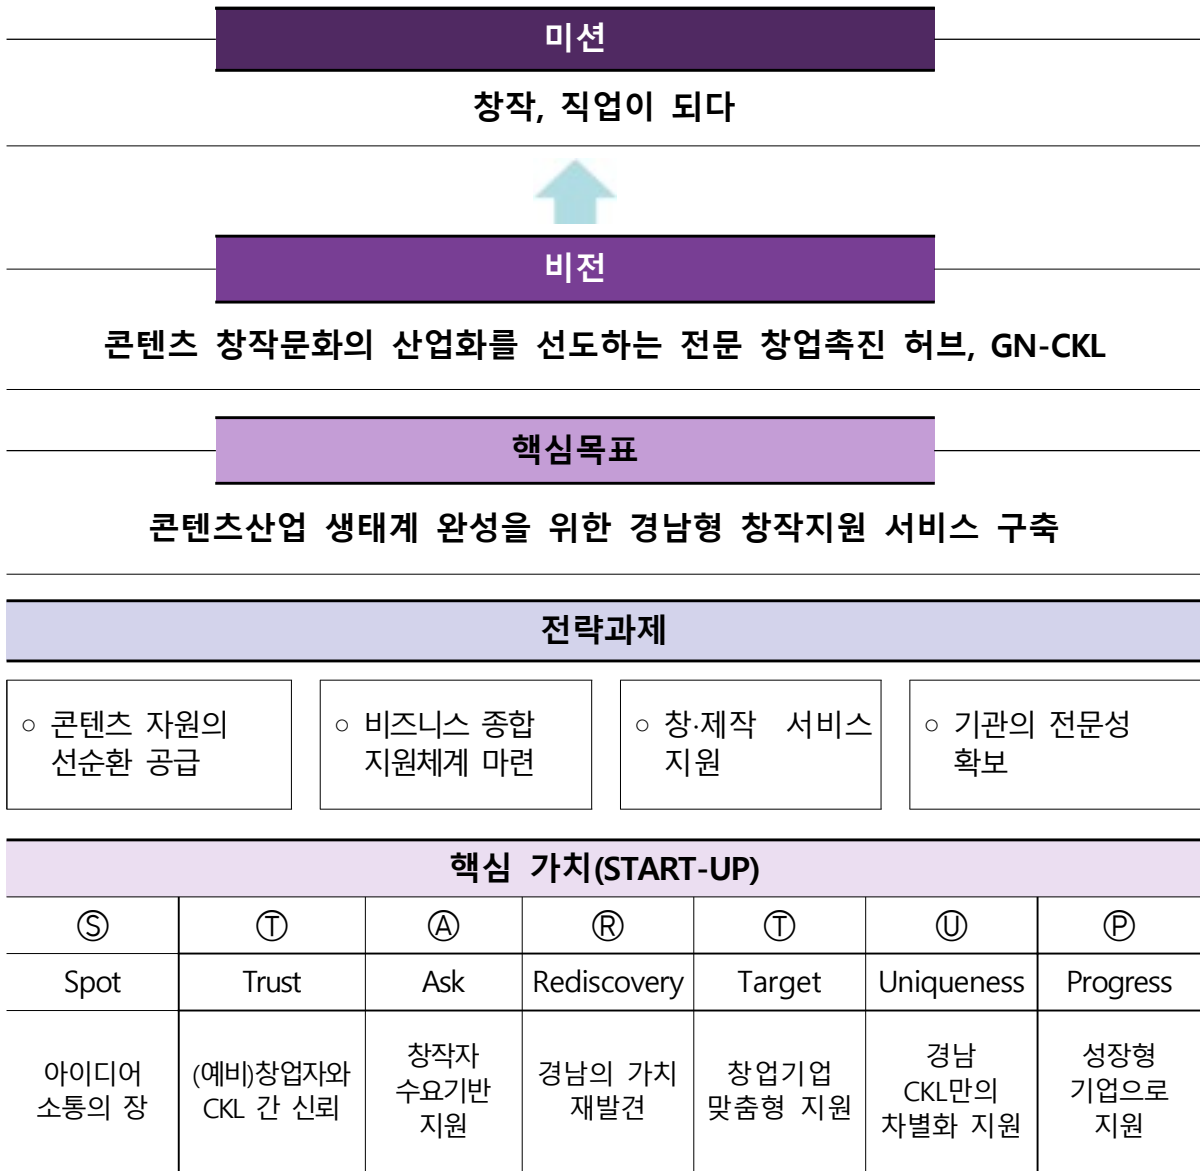 미션
창작, 직업이 되다
비전
콘텐츠 창작문화의 산업화를 선도하는 전문 창업촉진 허브, GN-CKL
핵심목표
콘텐츠산업 생태계 완성을 위한 경남형 창작지원 서비스 구축
전략과제
○ 콘텐츠 자원의
선순환 공급
○ 비즈니스 종합
지원체계 마련
○ 창·제작 서비스
지원
○ 기관의 전문성
확보
핵심 가치(START-UP)
Ⓢ Ⓣ Ⓐ Ⓡ Ⓣ Ⓤ Ⓟ
Spot Trust Ask Rediscovery Target Uniqueness Progress
아이디어
소통의 장
(예비)창업자와
CKL 간 신뢰
창작자
수요기반
지원
경남의 가치
재발견
창업기업
맞춤형 지원
경남
CKL만의
차별화 지원
성장형
기업으로
지원